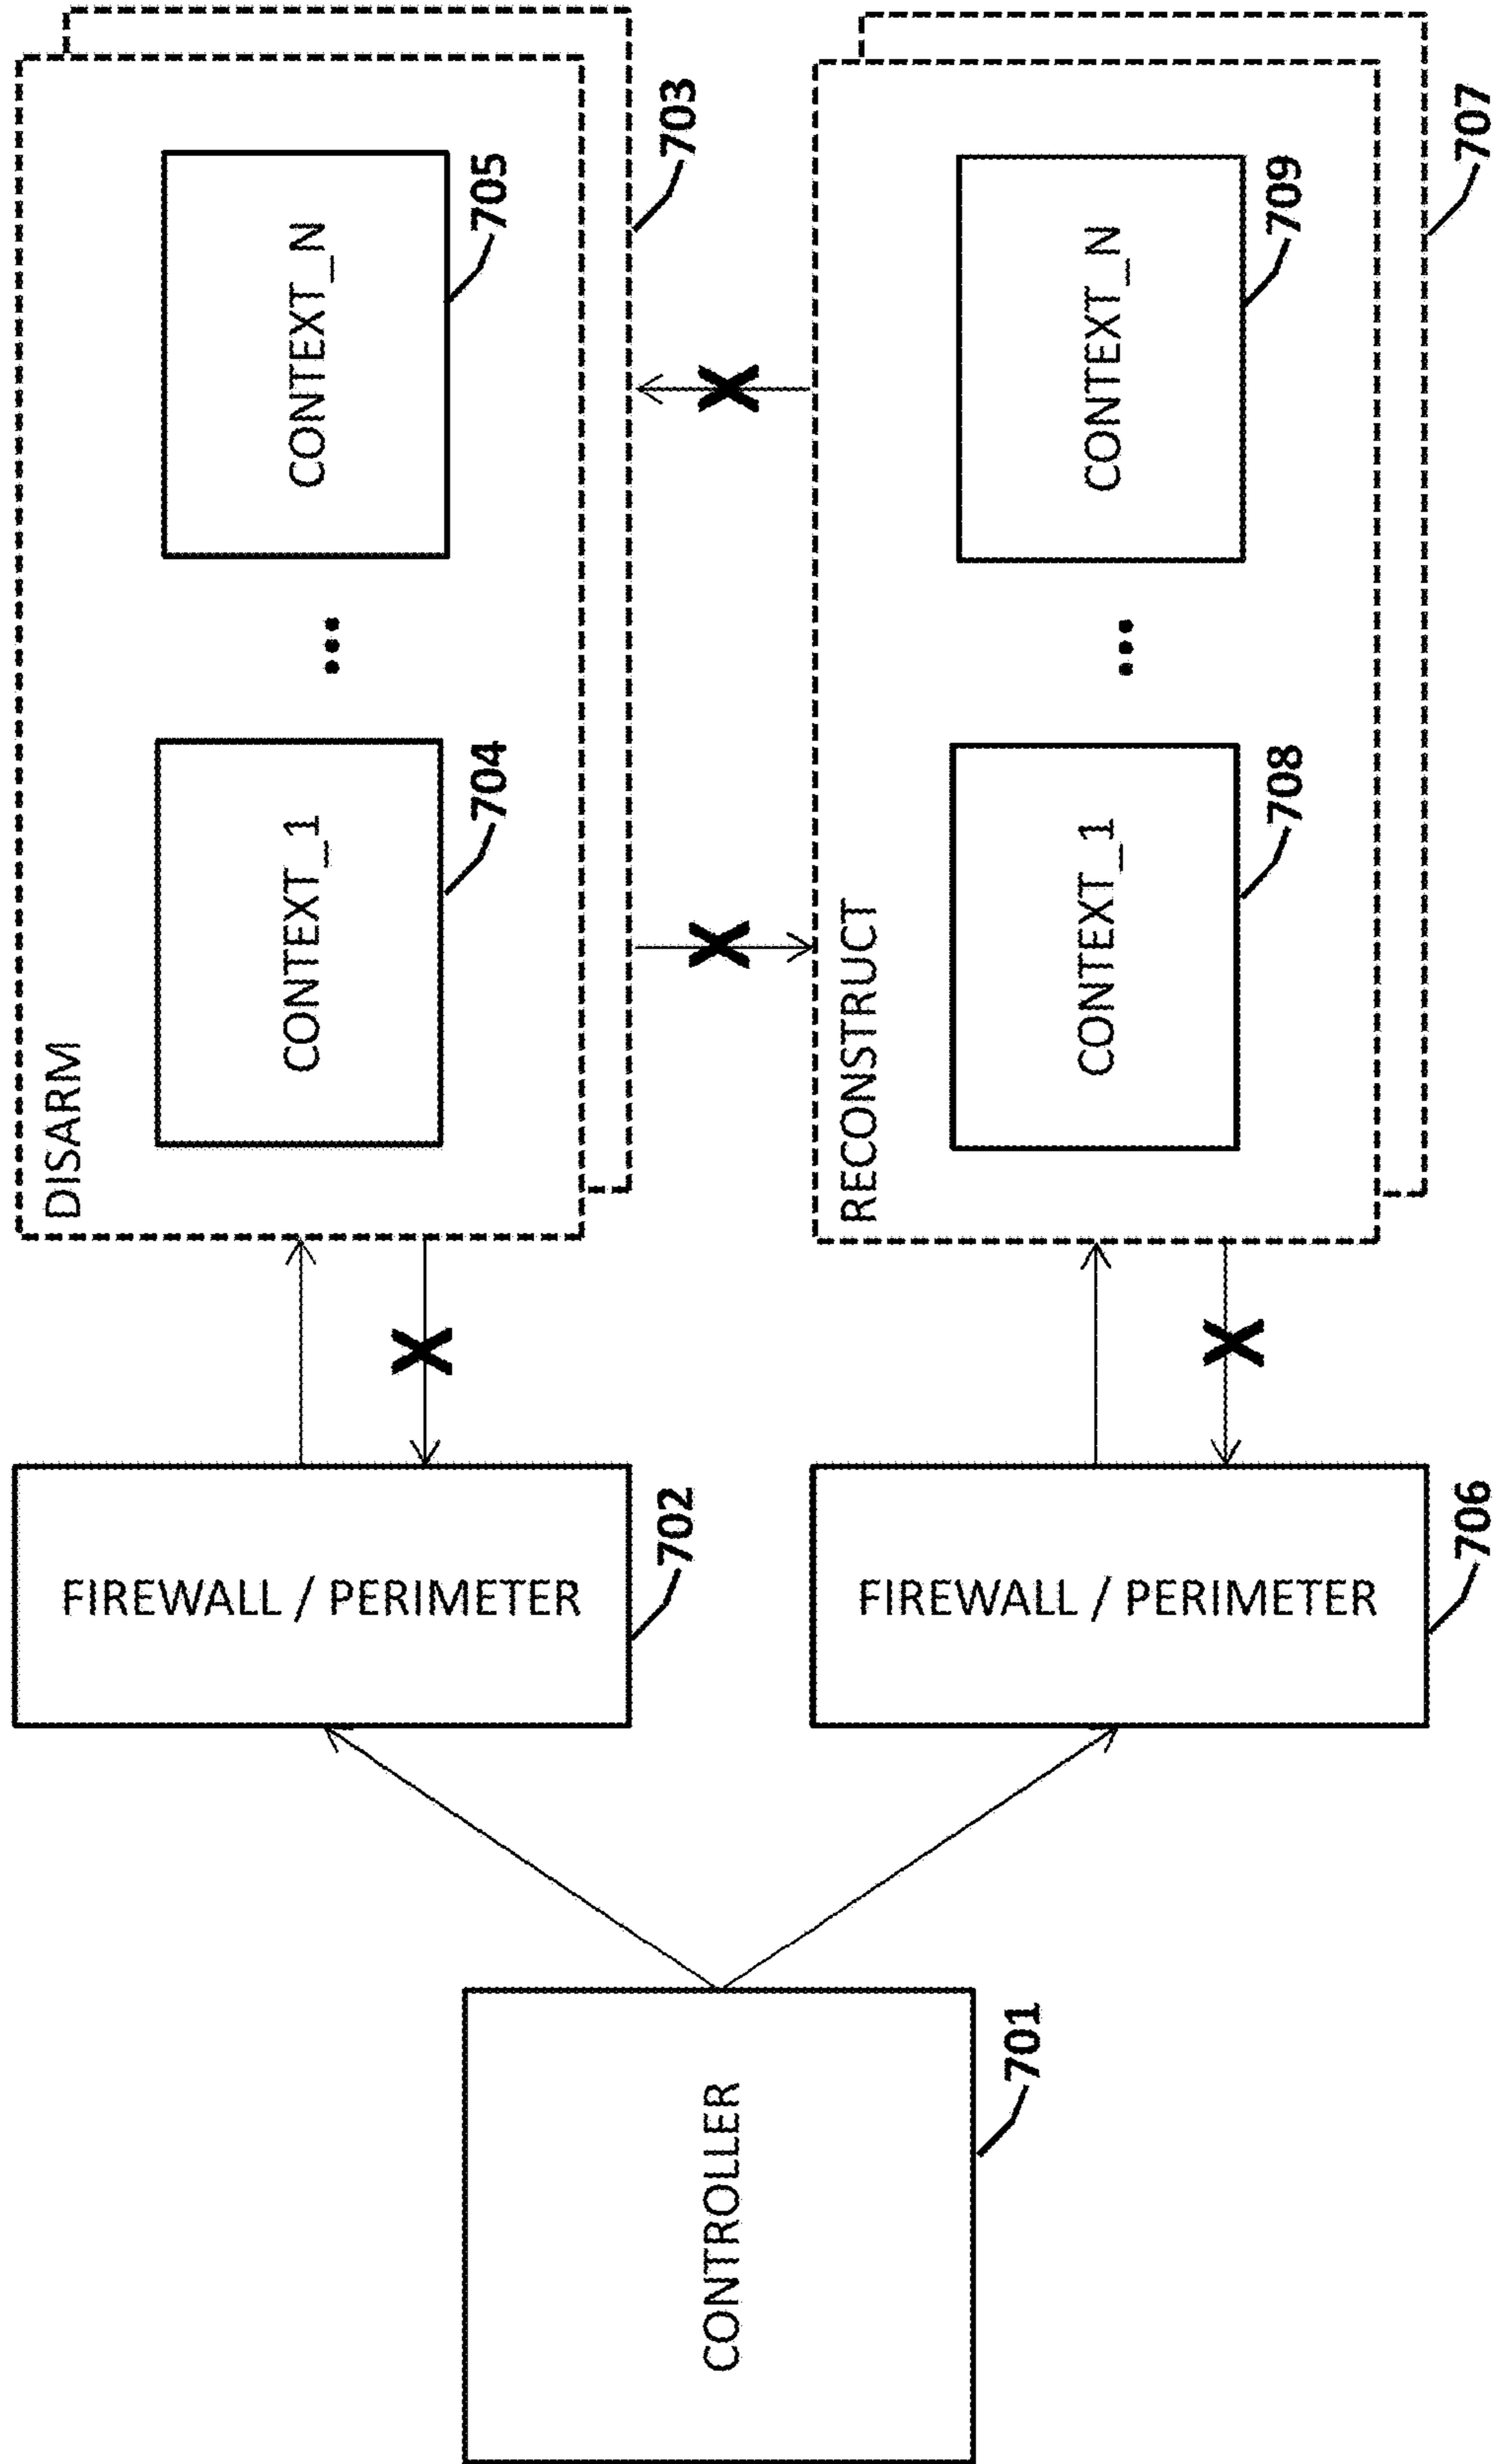 CONTROLLER
701
FIREWALL / PERIMETER
702
DISARM
CONTEXT_1
704
...
CONTEXT_N
705
703
FIREWALL / PERIMETER
706
RECONSTRUCT
CONTEXT_1
708
...
CONTEXT_N
709
707
X
X
X
X